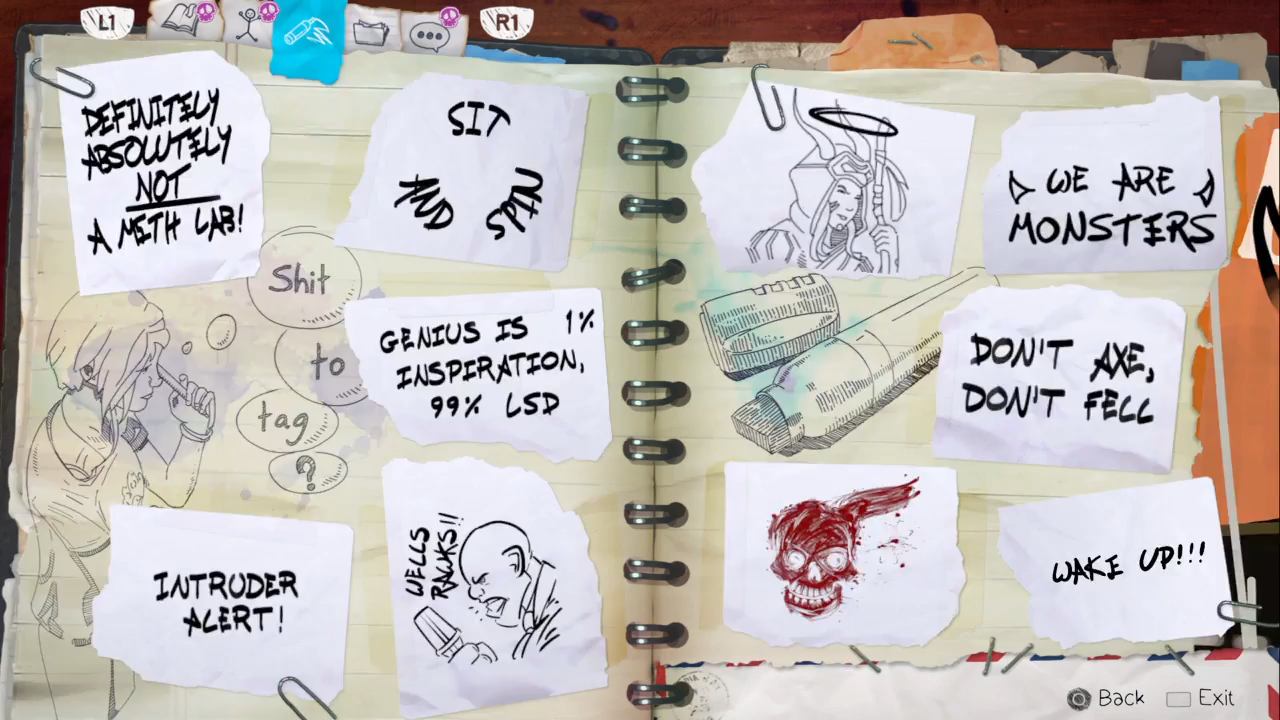 L1
R1
DEFINITELY
ABSOLUTELY
NOT
A METH LAB!
SIT
AND SPIN
WE ARE
MONSTERS
Shit
to
tag
?
GENIUS IS 1%
INSPIRATION,
99% LSD
DON'T AXE,
DON'T FELL
INTRUDER
ALERT!
WELLS
RACKS!!
WAKE UP!!!
Back
Exit